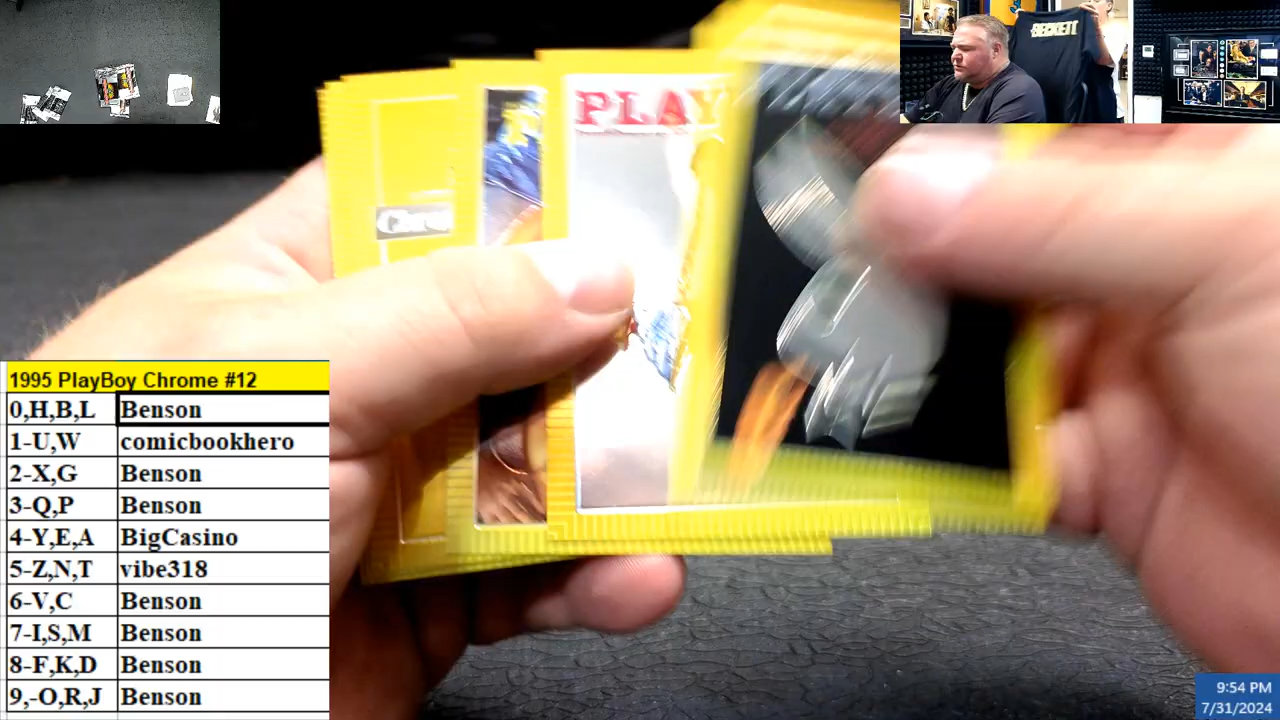 BECKETT
PLAY
1995 PlayBoy Chrome #12
0,H,B,L Benson
1-U,W comicbookhero
2-X,G Benson
3-Q,P Benson
4-Y,E,A BigCasino
5-Z,N,T vibe318
6-V,C Benson
7-I,S,M Benson
8-F,K,D Benson
9,-O,R,J Benson
9:54 PM
7/31/2024